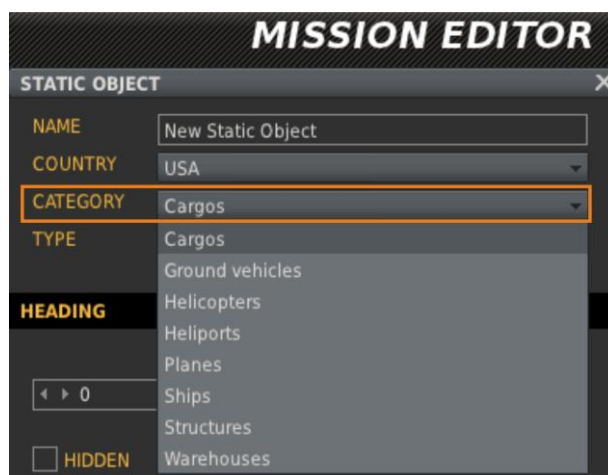 MISSION EDITOR
STATIC OBJECT X
NAME New Static Object
COUNTRY USA
CATEGORY Cargos
TYPE Cargos
Ground vehicles
HEADING Helicopters
Heliports
Planes
0 Ships
Structures
HIDDEN Warehouses